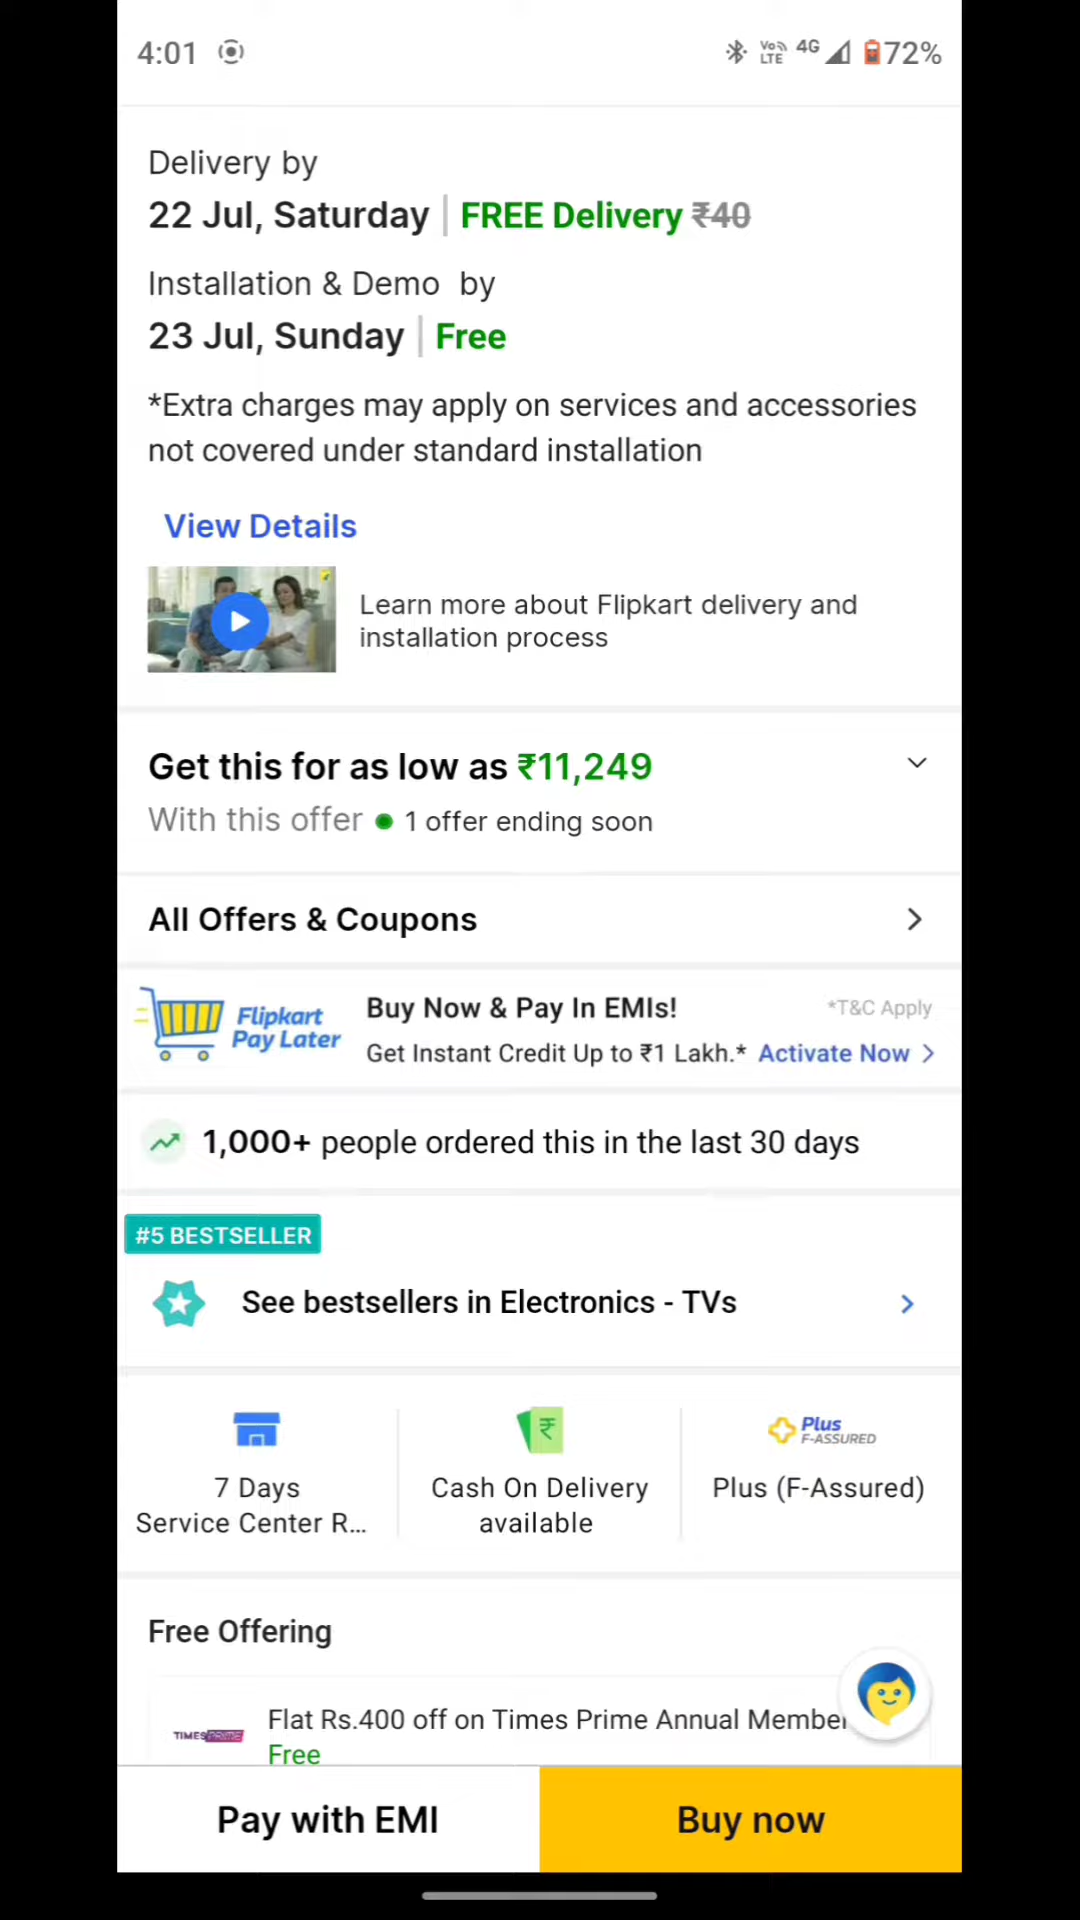 4:01 Vo LTE 4G 72%
Delivery by
22 Jul, Saturday | FREE Delivery ₹40
Installation & Demo by
23 Jul, Sunday | Free
*Extra charges may apply on services and accessories
not covered under standard installation
View Details
Learn more about Flipkart delivery and
installation process
Get this for as low as ₹11,249
With this offer ● 1 offer ending soon
All Offers & Coupons
Flipkart
Pay Later
Buy Now & Pay In EMIs! *T&C Apply
Get Instant Credit Up to ₹1 Lakh.* Activate Now
1,000+ people ordered this in the last 30 days
#5 BESTSELLER
See bestsellers in Electronics - TVs
7 Days
Service Center R...
₹
Cash On Delivery
available
Plus
F-ASSURED
Plus (F-Assured)
Free Offering
TIMES PRIME
Flat Rs.400 off on Times Prime Annual Member
Free
Pay with EMI
Buy now